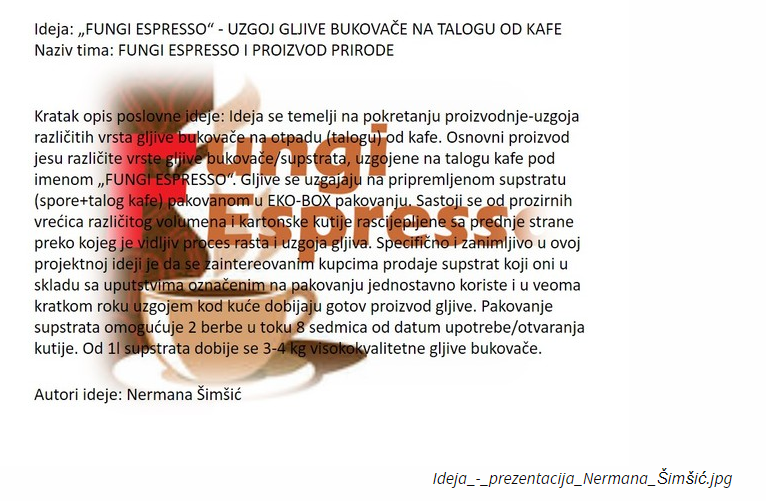 Ideja: „FUNGI ESPRESSO“ - UZGOJ GLJIVE BUKOVAČE NA TALOGU OD KAFE
Naziv tima: FUNGI ESPRESSO I PROIZVOD PRIRODE
Kratak opis poslovne ideje: Ideja se temelji na pokretanju proizvodnje-uzgoja
različitih vrsta gljive bukovače na otpadu (talogu) od kafe. Osnovni proizvod
jesu različite vrste gljive bukovače/supstrata, uzgojene na talogu kafe pod
imenom „FUNGI ESPRESSO“. Gljive se uzgajaju na pripremljenom supstratu
(spore+talog kafe) pakovanom u EKO-BOX pakovanju. Sastoji se od prozirnih
vrećica različitog volumena i kartonske kutije rascijepljene sa prednje strane
preko kojeg je vidljiv proces rasta i uzgoja gljiva. Specifično i zanimljivo u ovoj
projektnoj ideji je da se zaintereovanim kupcima prodaje supstrat koji oni u
skladu sa uputstvima označenim na pakovanju jednostavno koriste i u veoma
kratkom roku uzgojem kod kuće dobijaju gotov proizvod gljive. Pakovanje
supstrata omogućuje 2 berbe u toku 8 sedmica od datum upotrebe/otvaranja
kutije. Od 1l supstrata dobije se 3-4 kg visokokvalitetne gljive bukovače.
Autori ideje: Nermana Šimšić
Fungi
Espresso
Ideja_-_prezentacija_Nermana_Šimšić.jpg